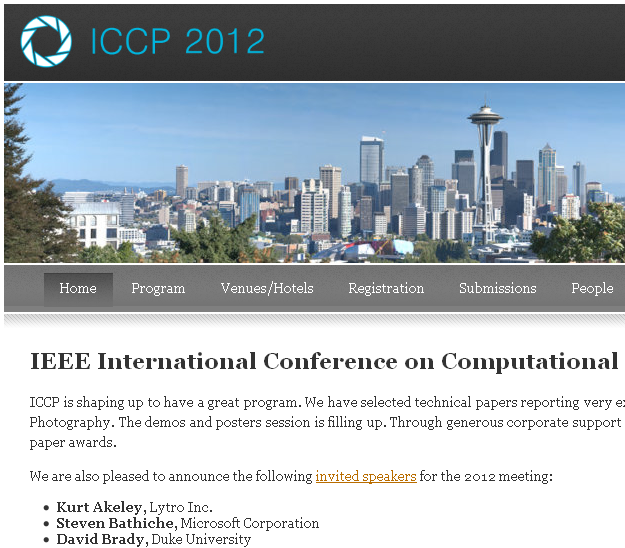 ICCP 2012
Home Program Venues/Hotels Registration Submissions People
IEEE International Conference on Computational
ICCP is shaping up to have a great program. We have selected technical papers reporting very
Photography. The demos and posters session is filling up. Through generous corporate support
paper awards.
We are also pleased to announce the following invited speakers for the 2012 meeting:
Kurt Akeley, Lytro Inc.
Steven Bathiche, Microsoft Corporation
David Brady, Duke University